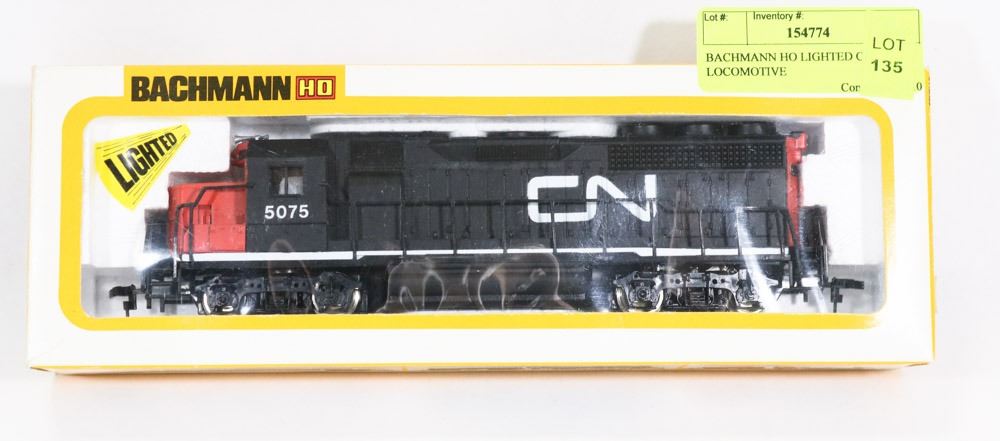 Lot #: Inventory #:
154774
BACHMANN HO LIGHTED
LOCOMOTIVE
LOT
135
BACHMANN HO
LIGHTED
5075
CN